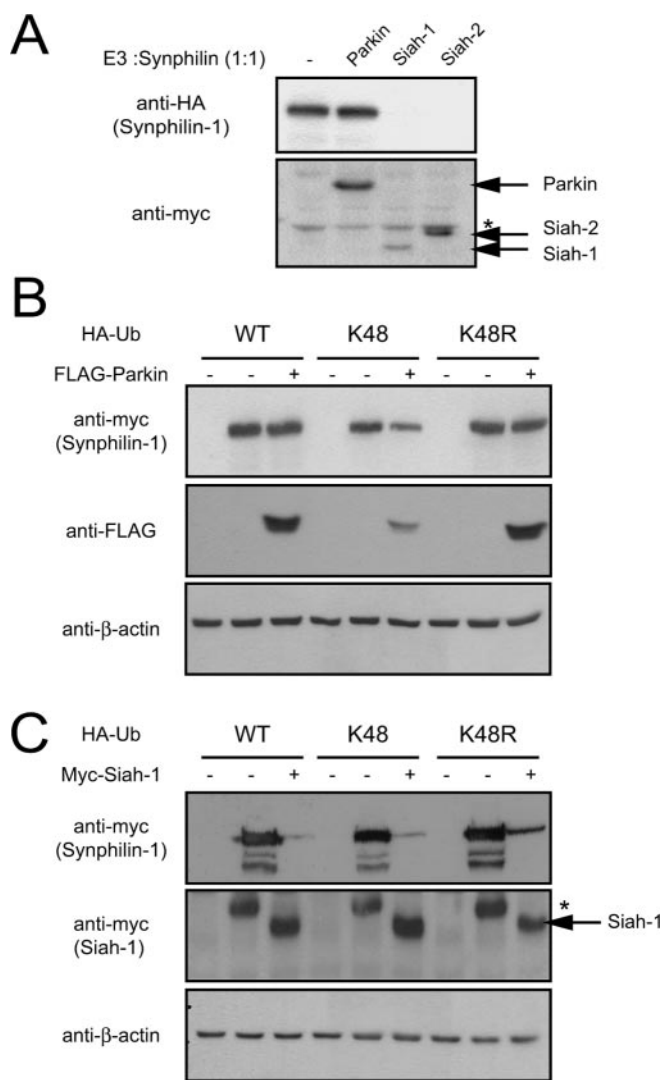 A
E3 :Synphilin (1:1)
- Parkin Siah-1 Siah-2
anti-HA
(Synphilin-1)
anti-myc
Parkin
*
Siah-2
Siah-1
B
HA-Ub WT K48 K48R
FLAG-Parkin - - + - - + - - +
anti-myc
(Synphilin-1)
anti-FLAG
anti-β-actin
C
HA-Ub WT K48 K48R
Myc-Siah-1 - - + - - + - - +
anti-myc
(Synphilin-1)
anti-myc
(Siah-1)
*
Siah-1
anti-β-actin